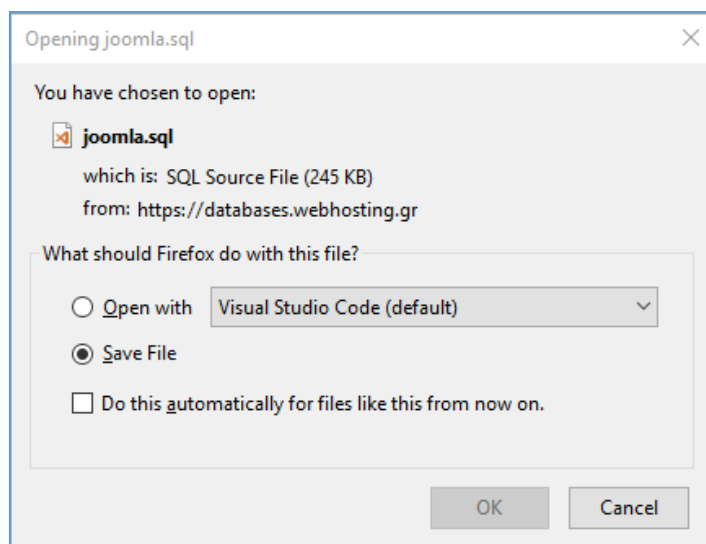 Opening joomla.sql
You have chosen to open:
joomla.sql
which is: SQL Source File (245 KB)
from: https://databases.webhosting.gr
What should Firefox do with this file?
Open with Visual Studio Code (default)
Save File
Do this automatically for files like this from now on.
OK Cancel